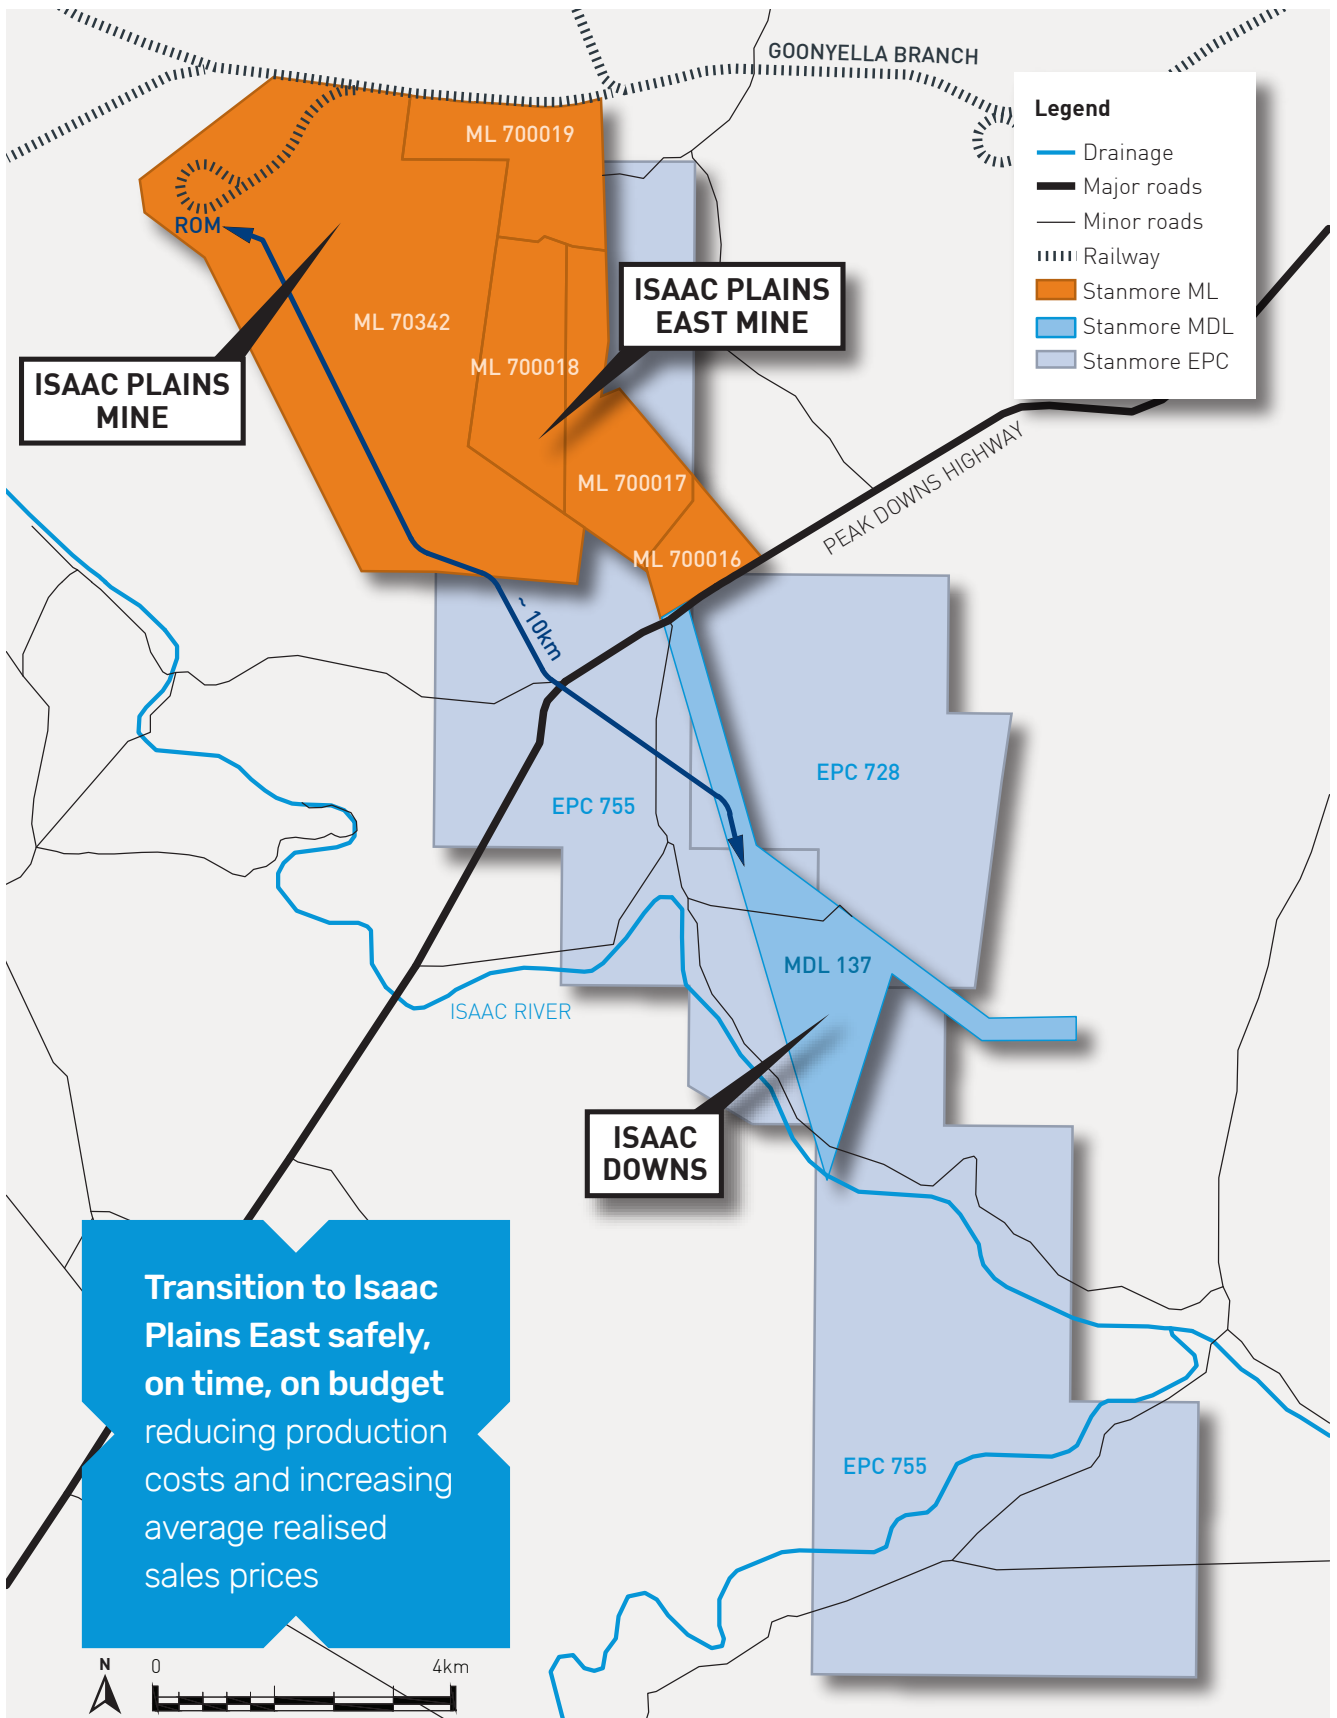 GOONYELLA BRANCH
Legend
Drainage
Major roads
Minor roads
Railway
Stanmore ML
Stanmore MDL
Stanmore EPC
ML 700019
ROM
ISAAC PLAINS
EAST MINE
ML 70342
ML 700018
ISAAC PLAINS
MINE
PEAK DOWNS HIGHWAY
ML 700017
ML 700016
~ 10km
EPC 728
EPC 755
MDL 137
ISAAC RIVER
ISAAC
DOWNS
Transition to Isaac
Plains East safely,
on time, on budget
reducing production
costs and increasing
average realised
sales prices
EPC 755
N
0
4km